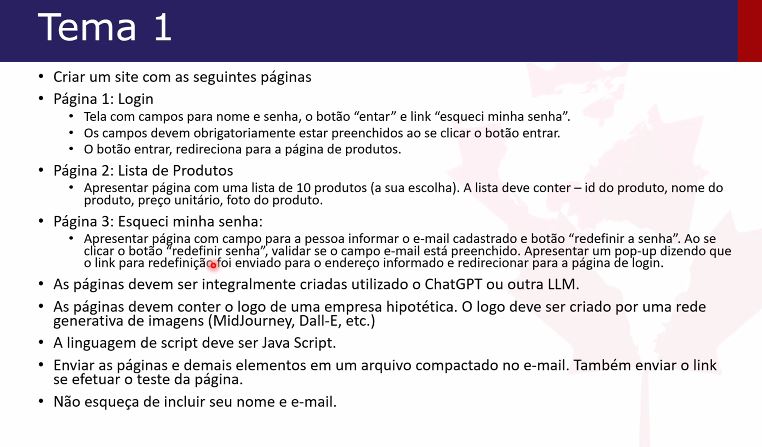 Tema 1
• Criar um site com as seguintes páginas
• Página 1: Login
• Tela com campos para nome e senha, o botão “entar” e link “esqueci minha senha”.
• Os campos devem obrigatoriamente estar preenchidos ao se clicar o botão entrar.
• O botão entrar, redireciona para a página de produtos.
• Página 2: Lista de Produtos
• Apresentar página com uma lista de 10 produtos (a sua escolha). A lista deve conter – id do produto, nome do
produto, preço unitário, foto do produto.
• Página 3: Esqueci minha senha:
• Apresentar página com campo para a pessoa informar o e-mail cadastrado e botão “redefinir a senha”. Ao se
clicar o botão “redefinir senha”, validar se o campo e-mail está preenchido. Apresentar um pop-up dizendo que
o link para redefinição foi enviado para o endereço informado e redirecionar para a página de login.
• As páginas devem ser integralmente criadas utilizado o ChatGPT ou outra LLM.
• As páginas devem conter o logo de uma empresa hipotética. O logo deve ser criado por uma rede
generativa de imagens (MidJourney, Dall-E, etc.)
• A linguagem de script deve ser Java Script.
• Enviar as páginas e demais elementos em um arquivo compactado no e-mail. Também enviar o link
se efetuar o teste da página.
• Não esqueça de incluir seu nome e e-mail.